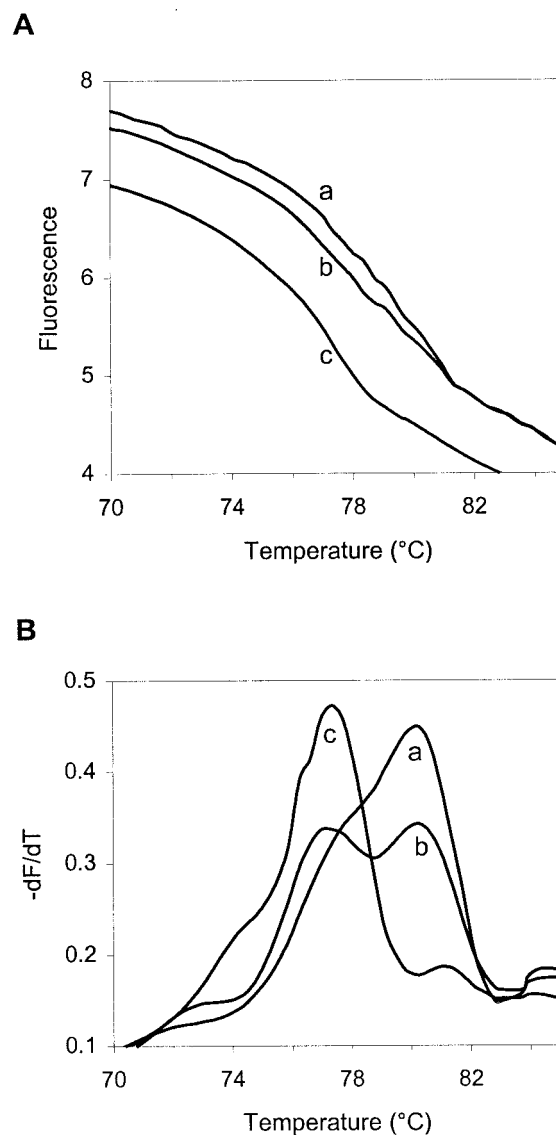 A
8
7
6
5
4
Fluorescence
a
b
c
70 74 78 82
Temperature (°C)
B
0.5
0.4
0.3
0.2
0.1
-dF/dT
c
a
b
70 74 78 82
Temperature (°C)